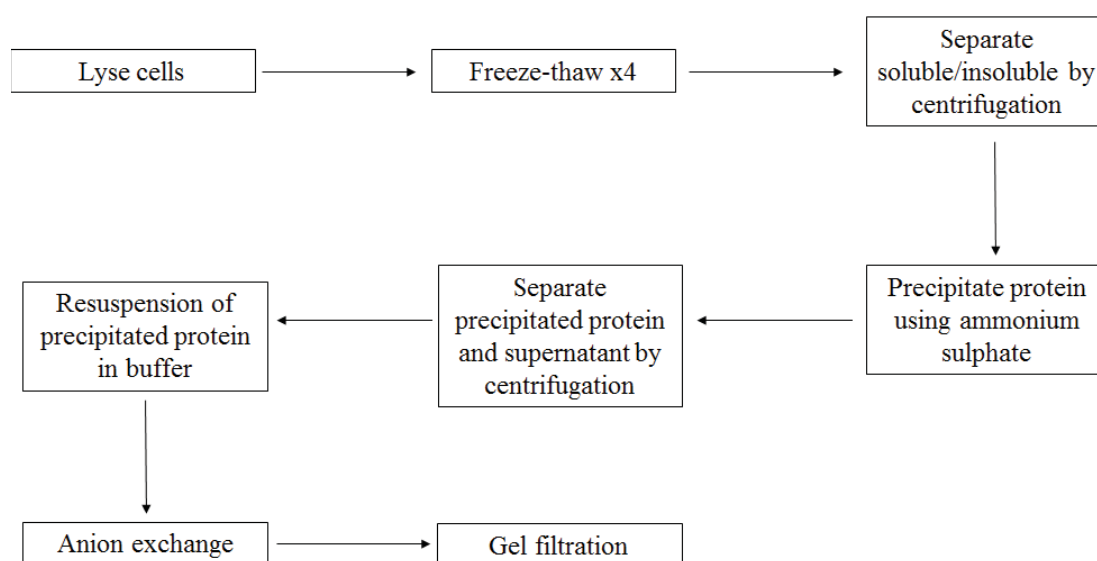 Lyse cells
Freeze-thaw x4
Separate
soluble/insoluble by
centrifugation
Precipitate protein
using ammonium
sulphate
Separate
precipitated protein
and supernatant by
centrifugation
Resuspension of
precipitated protein
in buffer
Anion exchange
Gel filtration